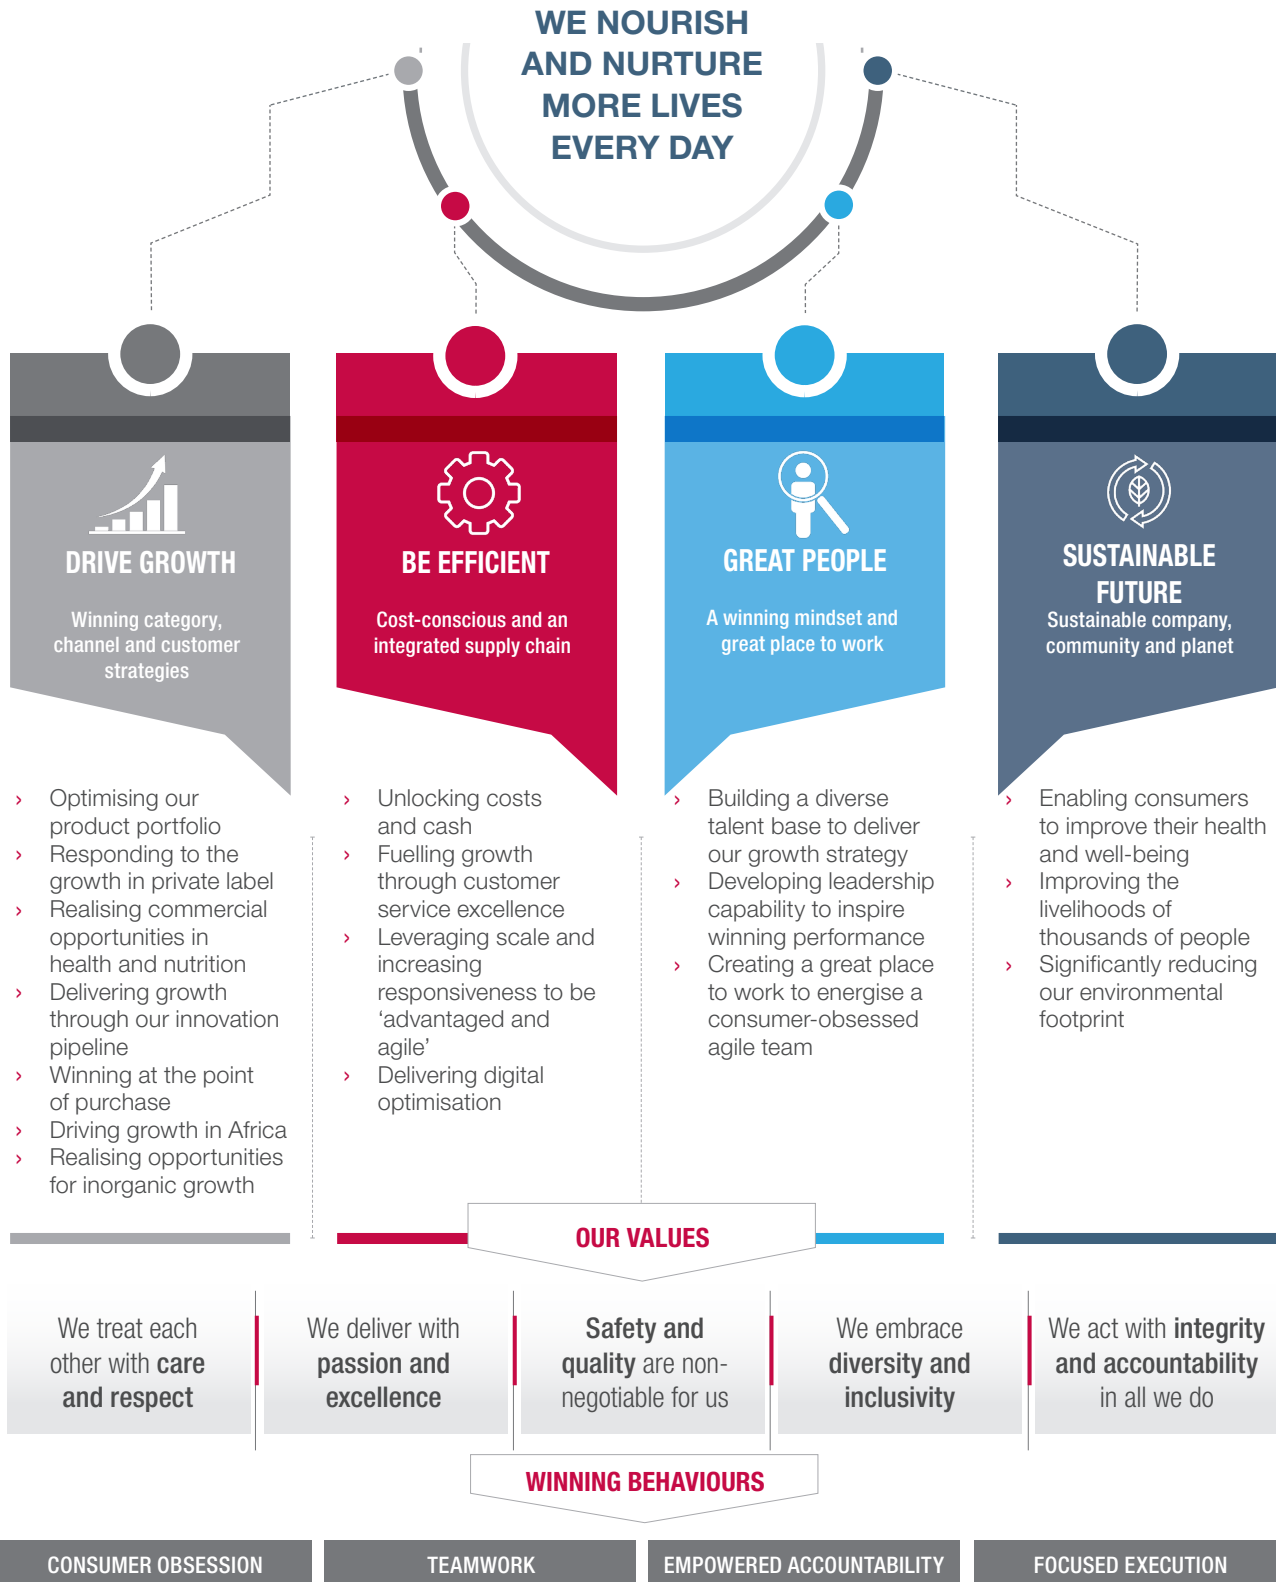 WE NOURISH
AND NURTURE
MORE LIVES
EVERY DAY
DRIVE GROWTH
Winning category,
channel and customer
strategies
BE EFFICIENT
Cost-conscious and an
integrated supply chain
GREAT PEOPLE
A winning mindset and
great place to work
SUSTAINABLE
FUTURE
Sustainable company,
community and planet
› Optimising our
product portfolio
› Responding to the
growth in private label
› Realising commercial
opportunities in
health and nutrition
› Delivering growth
through our innovation
pipeline
› Winning at the point
of purchase
› Driving growth in Africa
› Realising opportunities
for inorganic growth
› Unlocking costs
and cash
› Fuelling growth
through customer
service excellence
› Leveraging scale and
increasing
responsiveness to be
‘advantaged and
agile’
› Delivering digital
optimisation
› Building a diverse
talent base to deliver
our growth strategy
› Developing leadership
capability to inspire
winning performance
› Creating a great place
to work to energise a
consumer-obsessed
agile team
› Enabling consumers
to improve their health
and well-being
› Improving the
livelihoods of
thousands of people
› Significantly reducing
our environmental
footprint
OUR VALUES
We treat each
other with care
and respect
We deliver with
passion and
excellence
Safety and
quality are non-
negotiable for us
We embrace
diversity and
inclusivity
We act with integrity
and accountability
in all we do
WINNING BEHAVIOURS
CONSUMER OBSESSION
TEAMWORK
EMPOWERED ACCOUNTABILITY
FOCUSED EXECUTION